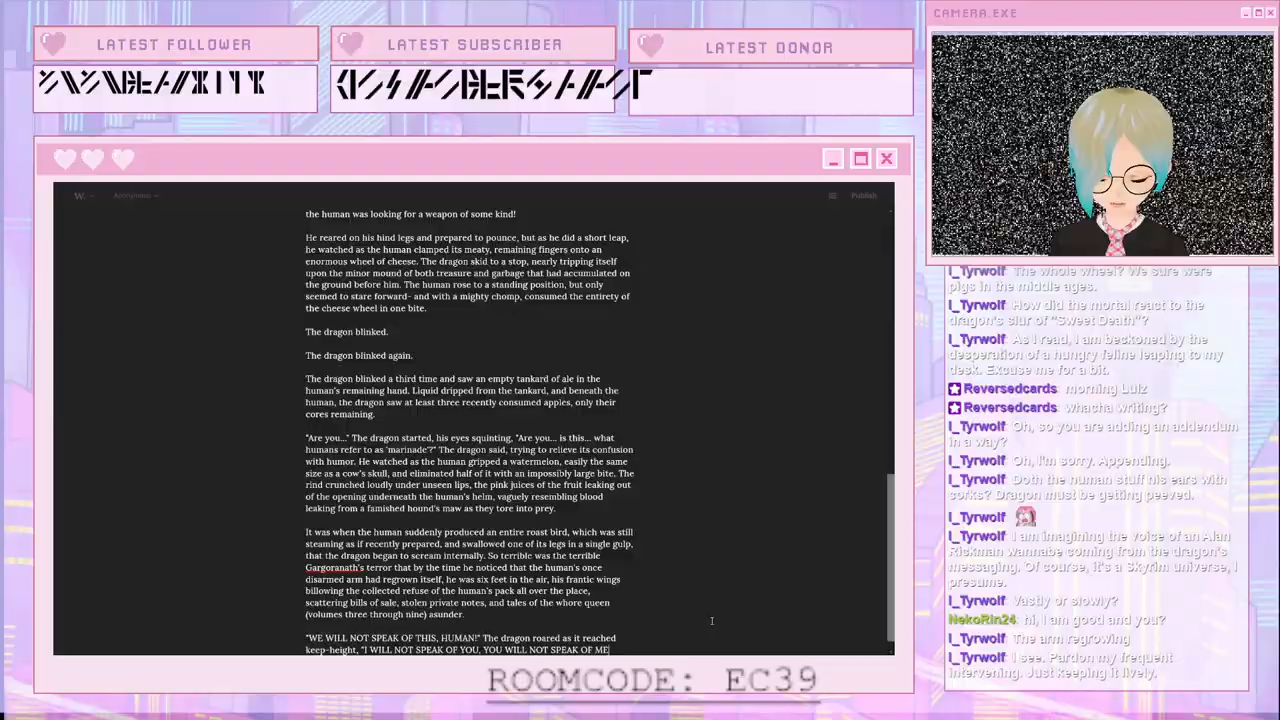 LATEST FOLLOWER
LATEST SUBSCRIBER
LATEST DONOR
CAMERA.EXE
W.
Anonymous
Publish
the human was looking for a weapon of some kind!
He reared on his hind legs and prepared to pounce, but as he did a short leap,
he watched as the human clamped its meaty, remaining fingers onto an
enormous wheel of cheese. The dragon skid to a stop, nearly tripping itself
upon the minor mound of both treasure and garbage that had accumulated on
the ground before him. The human rose to a standing position, but only
seemed to stare forward- and with a mighty chomp, consumed the entirety of
the cheese wheel in one bite.
The dragon blinked.
The dragon blinked again.
The dragon blinked a third time and saw an empty tankard of ale in the
human's remaining hand. Liquid dripped from the tankard, and beneath the
human, the dragon saw at least three recently consumed apples, only their
cores remaining.
"Are you..." The dragon started, his eyes squinting, "Are you... is this... what
humans refer to as 'marinade'?" The dragon said, trying to relieve its confusion
with humor. He watched as the human gripped a watermelon, easily the same
size as a cow's skull, and eliminated half of it with an impossibly large bite. The
rind crunched loudly under unseen lips, the pink juices of the fruit leaking out
of the opening underneath the human's helm, vaguely resembling blood
leaking from a famished hound's maw as they tore into prey.
It was when the human suddenly produced an entire roast bird, which was still
steaming as if recently prepared, and swallowed one of its legs in a single gulp,
that the dragon began to scream internally. So terrible was the terrible
Gargoranath's terror that by the time he noticed that the human's once
disarmed arm had regrown itself, he was six feet in the air, his frantic wings
billowing the collected refuse of the human's pack all over the place,
scattering bills of sale, stolen private notes, and tales of the whore queen
(volumes three through nine) asunder.
"WE WILL NOT SPEAK OF THIS, HUMAN!" The dragon roared as it reached
keep-height, "I WILL NOT SPEAK OF YOU, YOU WILL NOT SPEAK OF ME
I_Tyrwolf The whole wheel? We sure were
pigs in the middle ages.
I_Tyrwolf How did the mortal react to the
dragon's slur of "Sweet Death"?
I_Tyrwolf As I read, I am beckoned by the
desperation of a hungry feline leaping to my
desk. Excuse me for a bit.
Reversedcards morning Lulz
Reversedcards whacha writing?
I_Tyrwolf Oh, so you are adding an addendum
in a way?
I_Tyrwolf Oh, I'm sorry. Appending.
I_Tyrwolf Doth the human stuff his ears with
corks? Dragon must be getting peeved.
I_Tyrwolf
I_Tyrwolf I am imagining the voice of an Alan
Rickman wannabe coming from the dragon's
messaging. Of course, it's a Skyrim universe, I
presume.
I_Tyrwolf Vastly or slowly?
NekoRin24 hi, I am good and you?
I_Tyrwolf The arm regrowing
I_Tyrwolf I see. Pardon my frequent
intervening. Just keeping it lively.
ROOMCODE: EC39